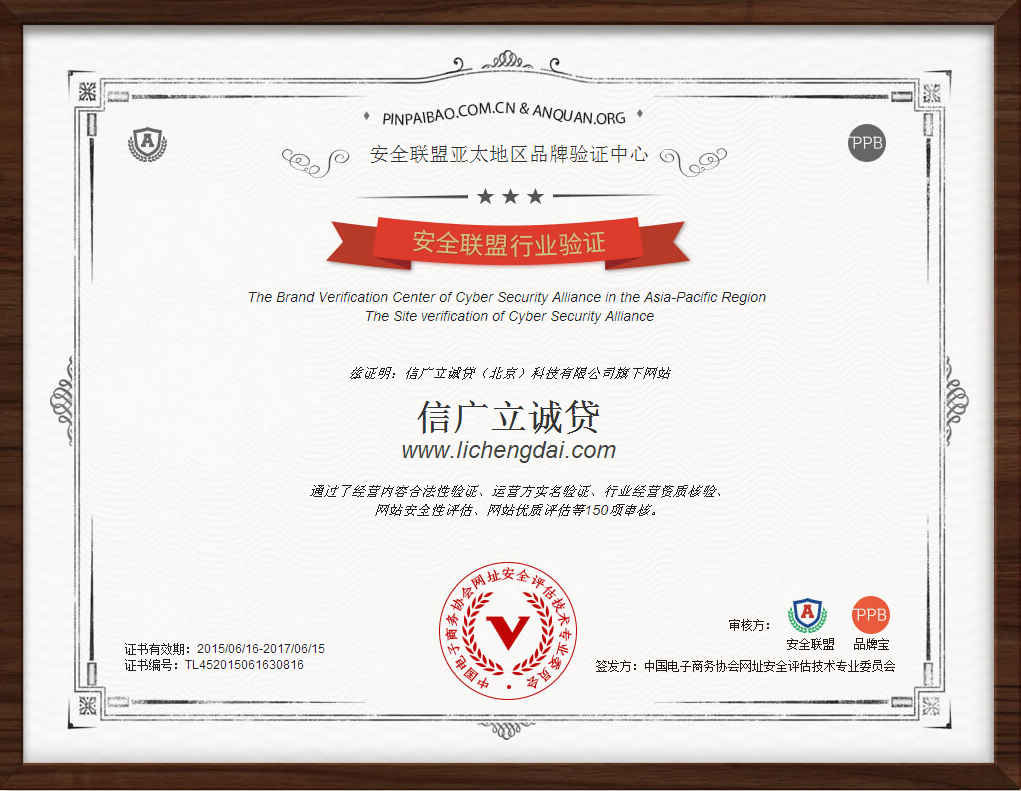 PINPAIBAO.COM.CN & ANQUAN.ORG
安全联盟亚太地区品牌验证中心
A
PPB
安全联盟行业验证
The Brand Verification Center of Cyber Security Alliance in the Asia-Pacific Region
The Site verification of Cyber Security Alliance
兹证明：信广立诚贷（北京）科技有限公司旗下网站
信广立诚贷
www.lichengdai.com
通过了经营内容合法性验证、运营方实名验证、行业经营资质核验、
网站安全性评估、网站优质评估等150项审核。
中国电子商务协会网址安全评估技术专业委员会
V
审核方：
A
PPB
安全联盟
品牌宝
证书有效期：2015/06/16-2017/06/15
证书编号：TL452015061630816
签发方：中国电子商务协会网址安全评估技术专业委员会